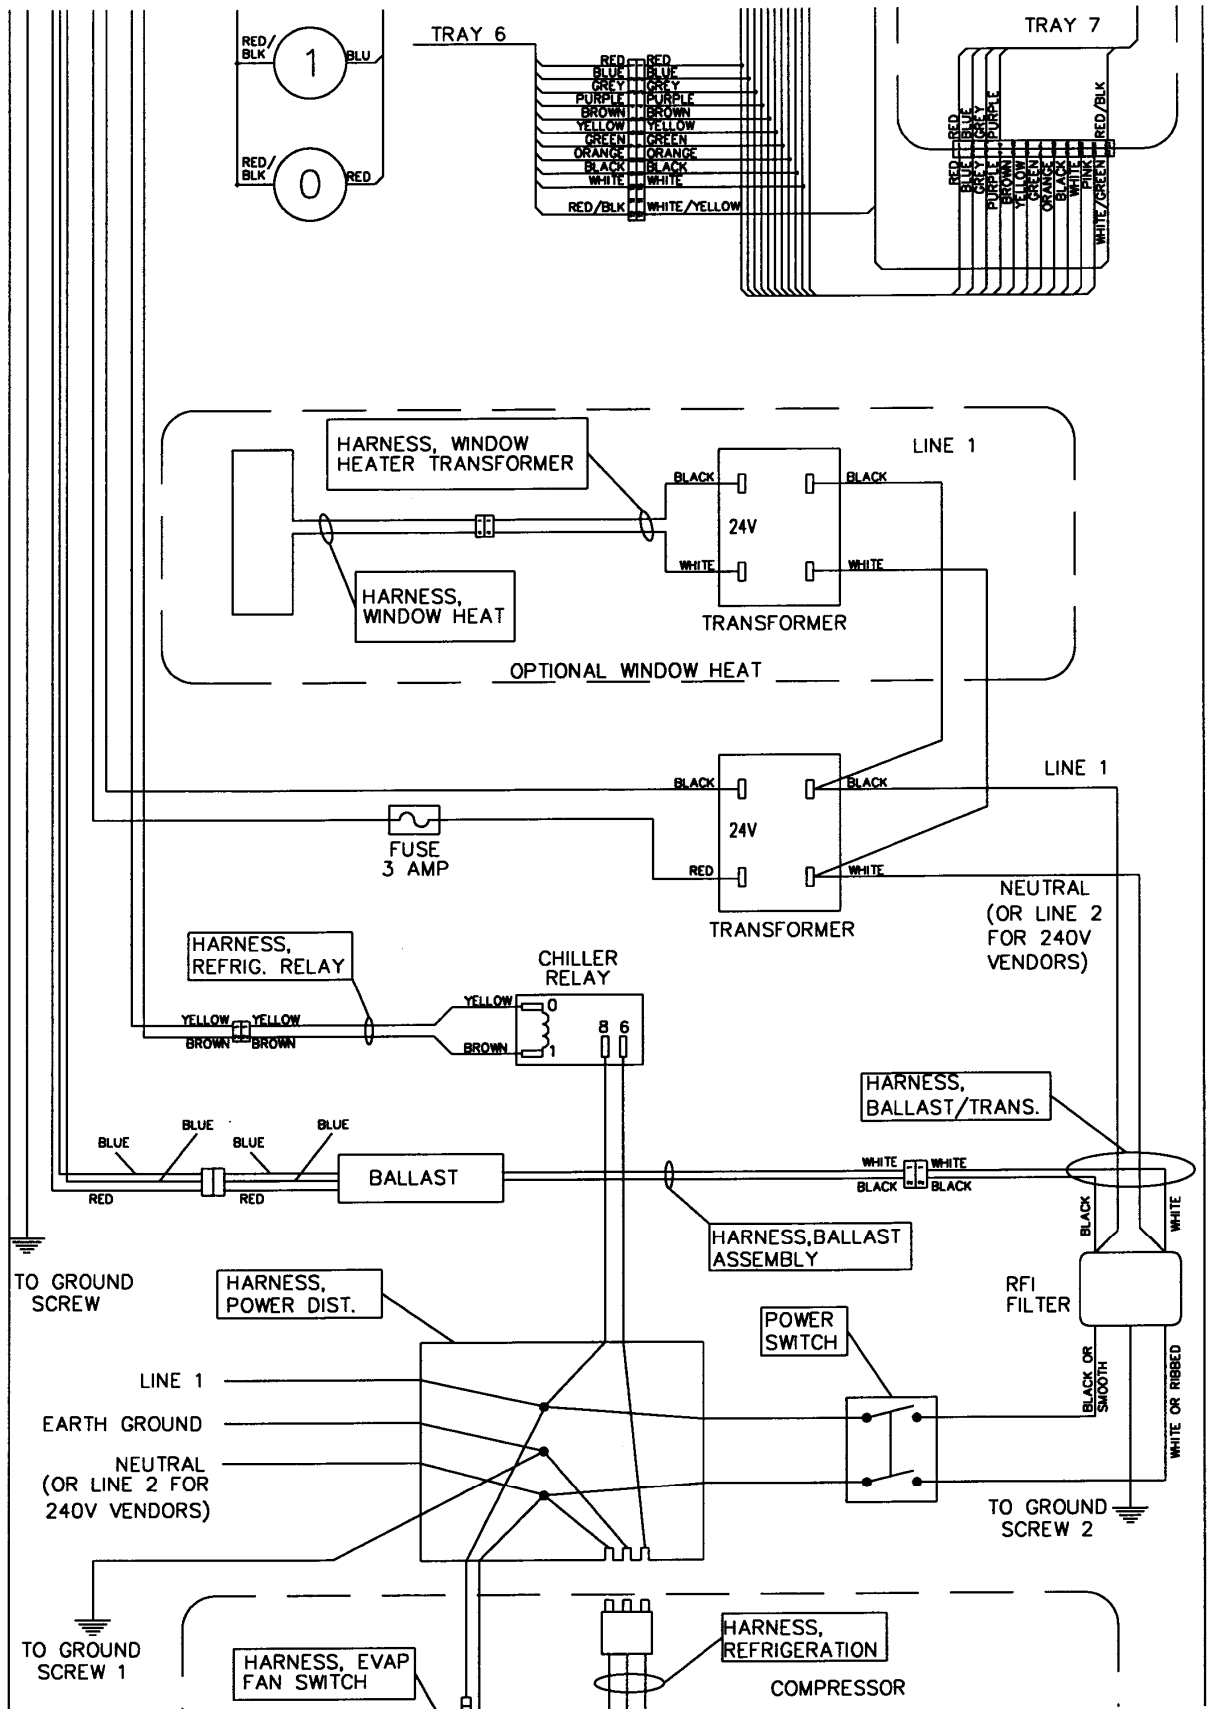 TRAY 6
TRAY 7
RED/
BLK
1
BLU
RED/
BLK
0
RED
RED RED
BLUE BLUE
GREY GREY
PURPLE PURPLE
BROWN BROWN
YELLOW YELLOW
GREEN GREEN
ORANGE ORANGE
BLACK BLACK
WHITE WHITE
RED/BLK WHITE/YELLOW
RED
BLUE
GREY
PURPLE
RED/BLK
RED
BLUE
GREY
PURPLE
BROWN
YELLOW
GREEN
ORANGE
BLACK
WHITE
PINK
WHITE/GREEN
HARNESS, WINDOW
HEATER TRANSFORMER
LINE 1
BLACK
BLACK
24V
WHITE
WHITE
HARNESS,
WINDOW HEAT
TRANSFORMER
OPTIONAL WINDOW HEAT
LINE 1
BLACK
BLACK
24V
FUSE
3 AMP
RED
WHITE
TRANSFORMER
NEUTRAL
(OR LINE 2
FOR 240V
VENDORS)
HARNESS,
REFRIG. RELAY
CHILLER
RELAY
YELLOW
0
8 6
YELLOW YELLOW
BROWN BROWN
BROWN
1
HARNESS,
BALLAST/TRANS.
BLUE
BLUE
BLUE
BLUE
RED
RED
BALLAST
WHITE WHITE
BLACK BLACK
BLACK
WHITE
HARNESS,BALLAST
ASSEMBLY
TO GROUND
SCREW
HARNESS,
POWER DIST.
RFI
FILTER
POWER
SWITCH
BLACK OR
SMOOTH
WHITE OR RIBBED
LINE 1
EARTH GROUND
NEUTRAL
(OR LINE 2 FOR
240V VENDORS)
TO GROUND
SCREW 2
TO GROUND
SCREW 1
HARNESS, EVAP
FAN SWITCH
HARNESS,
REFRIGERATION
COMPRESSOR